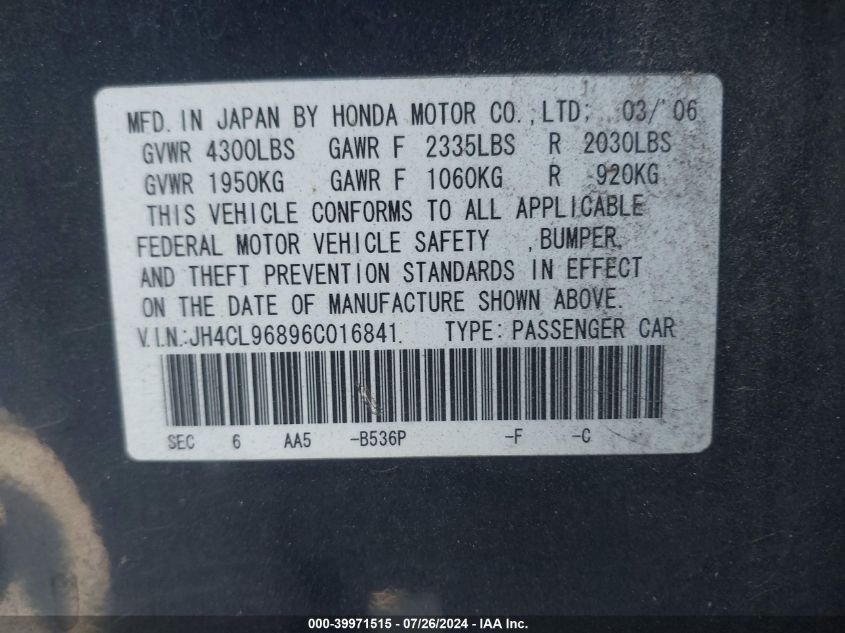 MFD. IN JAPAN BY HONDA MOTOR CO., LTD. 03/'06
GVWR 4300LBS GAWR F 2335LBS R 2030LBS
GVWR 1950KG GAWR F 1060KG R 920KG
THIS VEHICLE CONFORMS TO ALL APPLICABLE
FEDERAL MOTOR VEHICLE SAFETY , BUMPER,
AND THEFT PREVENTION STANDARDS IN EFFECT
ON THE DATE OF MANUFACTURE SHOWN ABOVE.
V.I.N.:JH4CL96896C016841. TYPE: PASSENGER CAR
SEC 6 AA5 -B536P -F -C
000-39971515 - 07/26/2024 - IAA Inc.